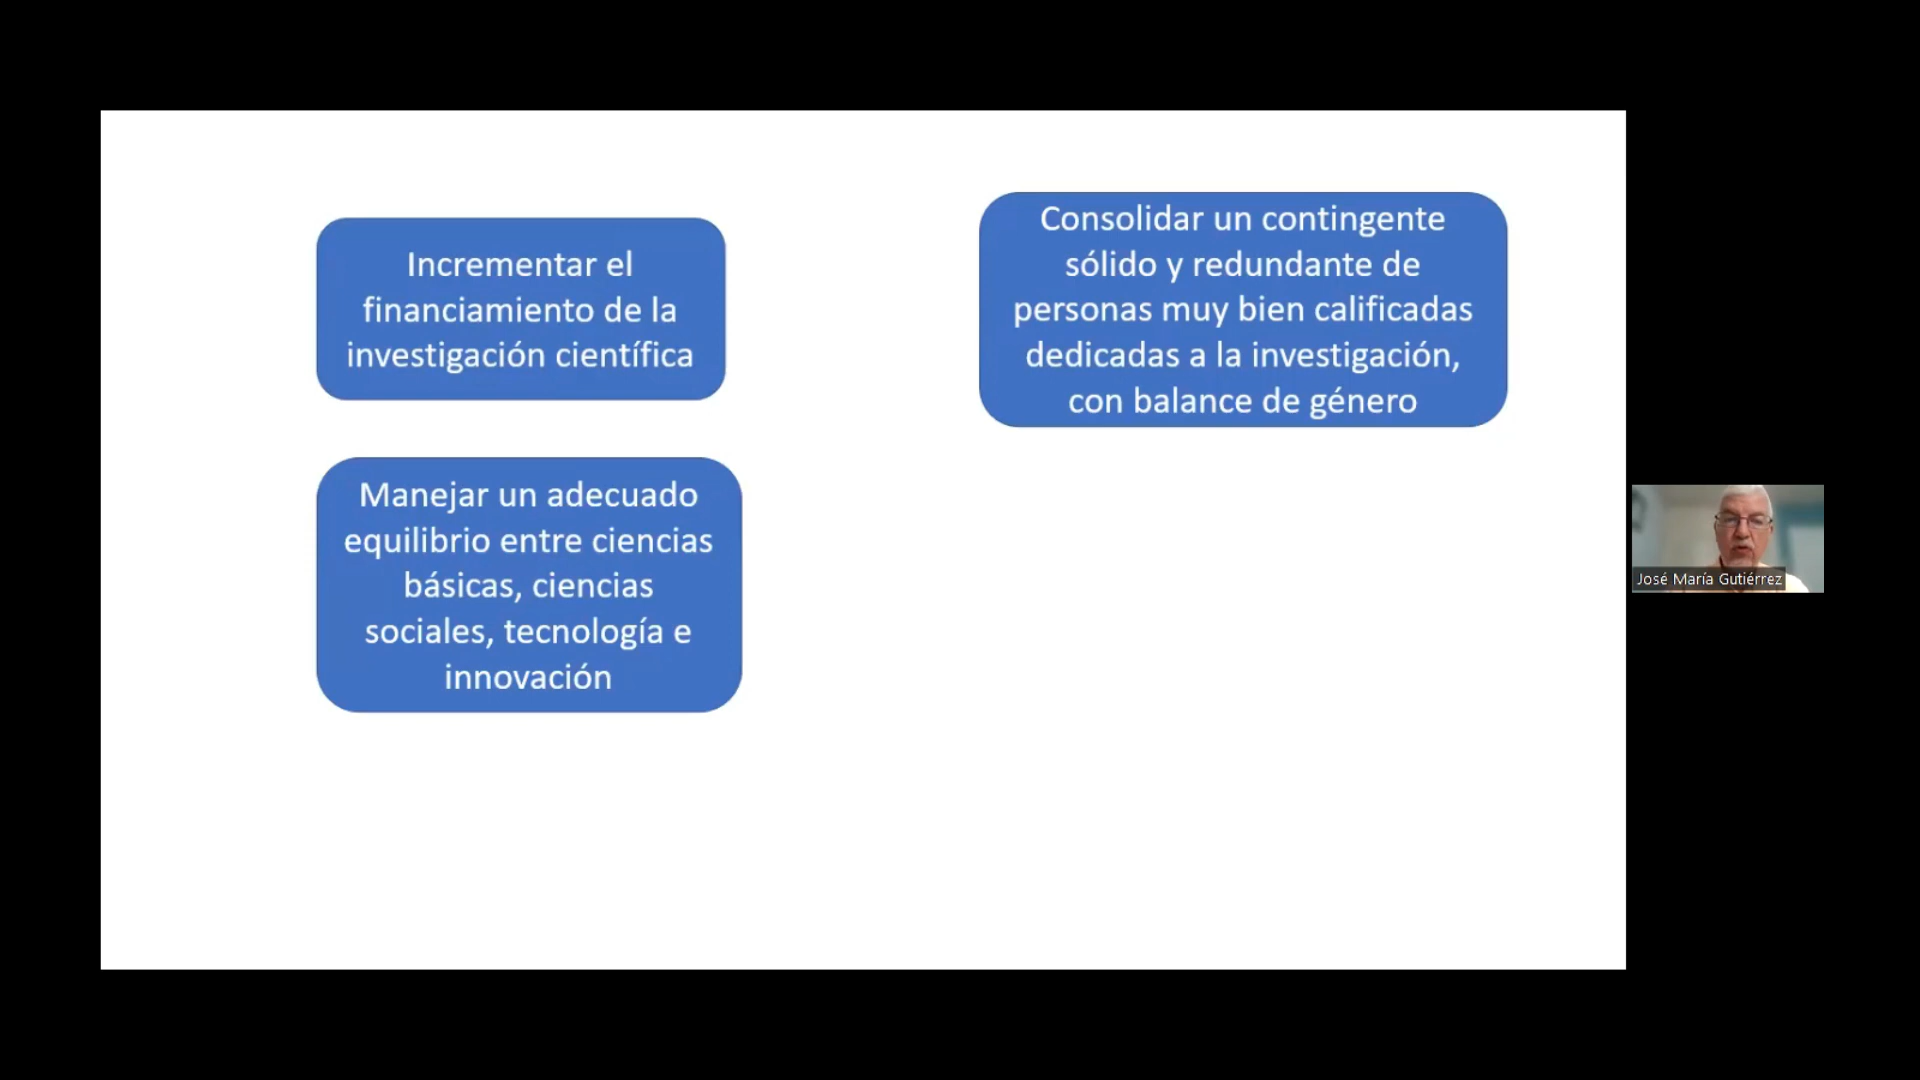 Incrementar el
financiamiento de la
investigación científica
Consolidar un contingente
sólido y redundante de
personas muy bien calificadas
dedicadas a la investigación,
con balance de género
Manejar un adecuado
equilibrio entre ciencias
básicas, ciencias
sociales, tecnología e
innovación
José María Gutiérrez